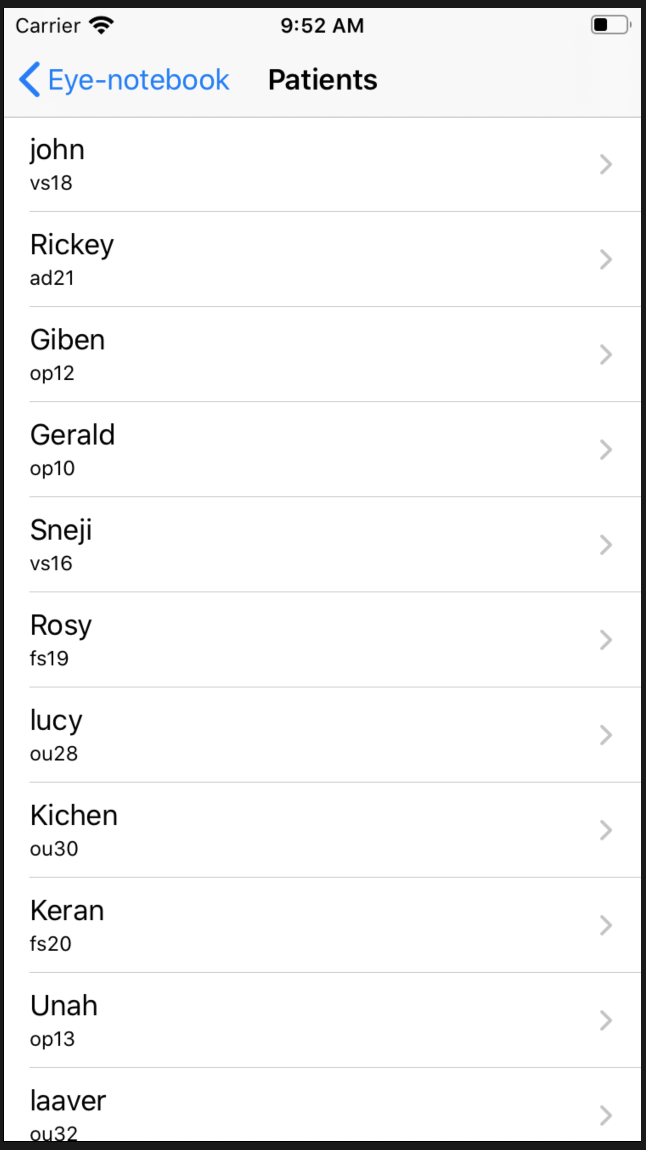 Carrier 9:52 AM
Eye-notebook Patients
john
vs18
Rickey
ad21
Giben
op12
Gerald
op10
Sneji
vs16
Rosy
fs19
lucy
ou28
Kichen
ou30
Keran
fs20
Unah
op13
laaver
ou32